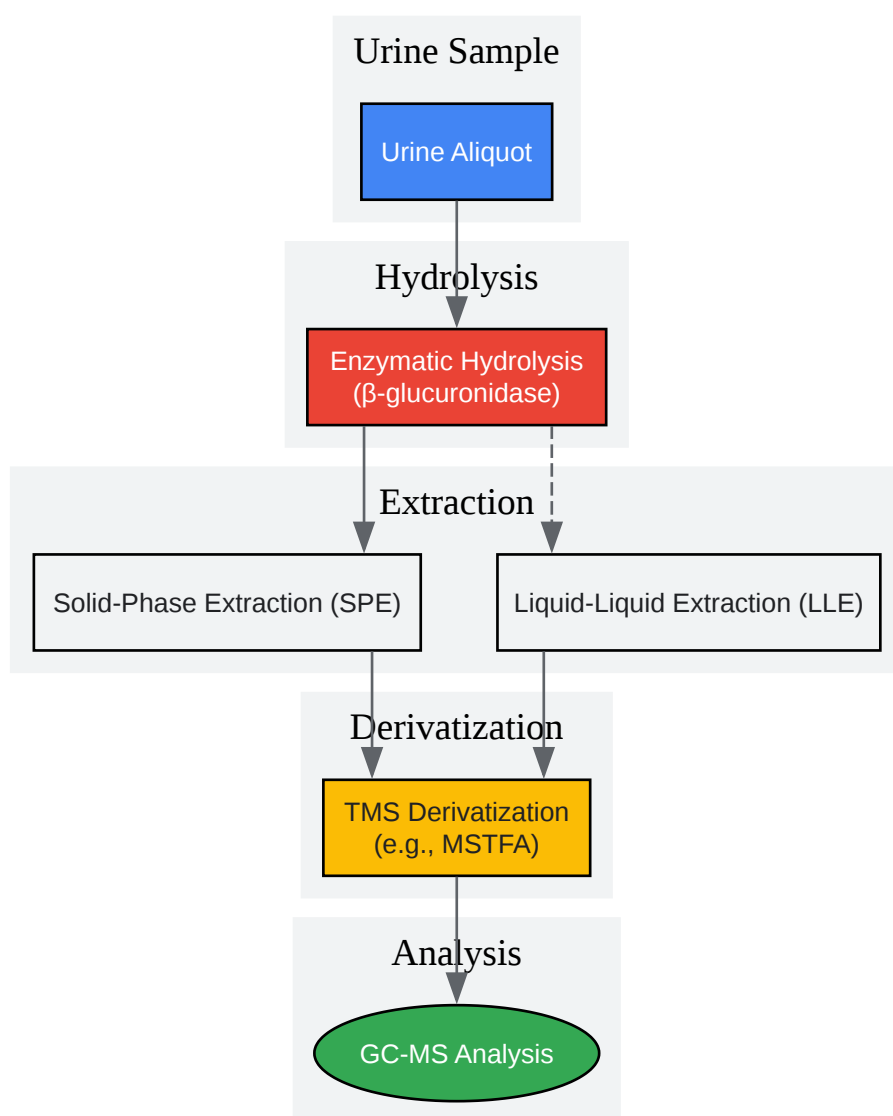 Urine Sample
Urine Aliquot
Hydrolysis
Enzymatic Hydrolysis
(β-glucuronidase)
Extraction
Solid-Phase Extraction (SPE)
Liquid-Liquid Extraction (LLE)
Derivatization
TMS Derivatization
(e.g., MSTFA)
Analysis
GC-MS Analysis